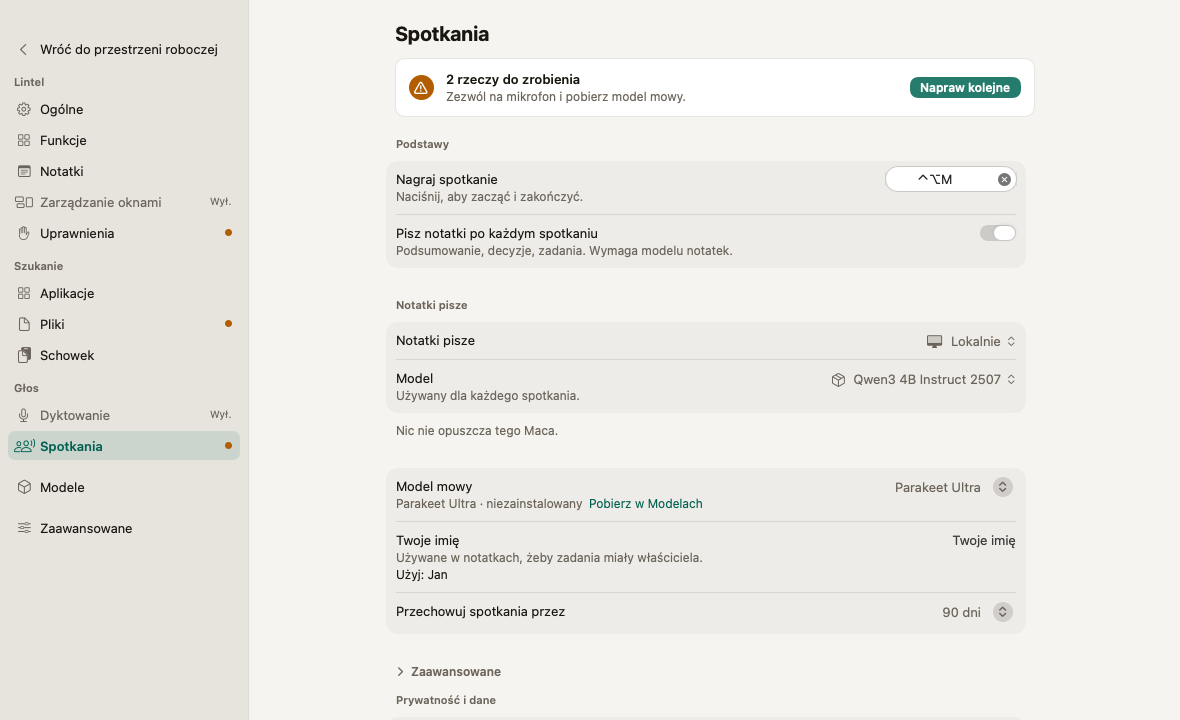 Wróć do przestrzeni roboczej
Lintel
Ogólne
Funkcje
Notatki
Zarządzanie oknami Wył.
Uprawnienia
Szukanie
Aplikacje
Pliki
Schowek
Głos
Dyktowanie Wył.
Spotkania
Modele
Zaawansowane
Spotkania
2 rzeczy do zrobienia
Zezwól na mikrofon i pobierz model mowy.
Napraw kolejne
Podstawy
Nagraj spotkanie
Naciśnij, aby zacząć i zakończyć.
⌃⌥M
Pisz notatki po każdym spotkaniu
Podsumowanie, decyzje, zadania. Wymaga modelu notatek.
Notatki pisze
Notatki pisze Lokalnie
Model
Używany dla każdego spotkania.
Qwen3 4B Instruct 2507
Nic nie opuszcza tego Maca.
Model mowy
Parakeet Ultra · niezainstalowany Pobierz w Modelach
Parakeet Ultra
Twoje imię
Używane w notatkach, żeby zadania miały właściciela.
Użyj: Jan
Twoje imię
Przechowuj spotkania przez 90 dni
Zaawansowane
Prywatność i dane